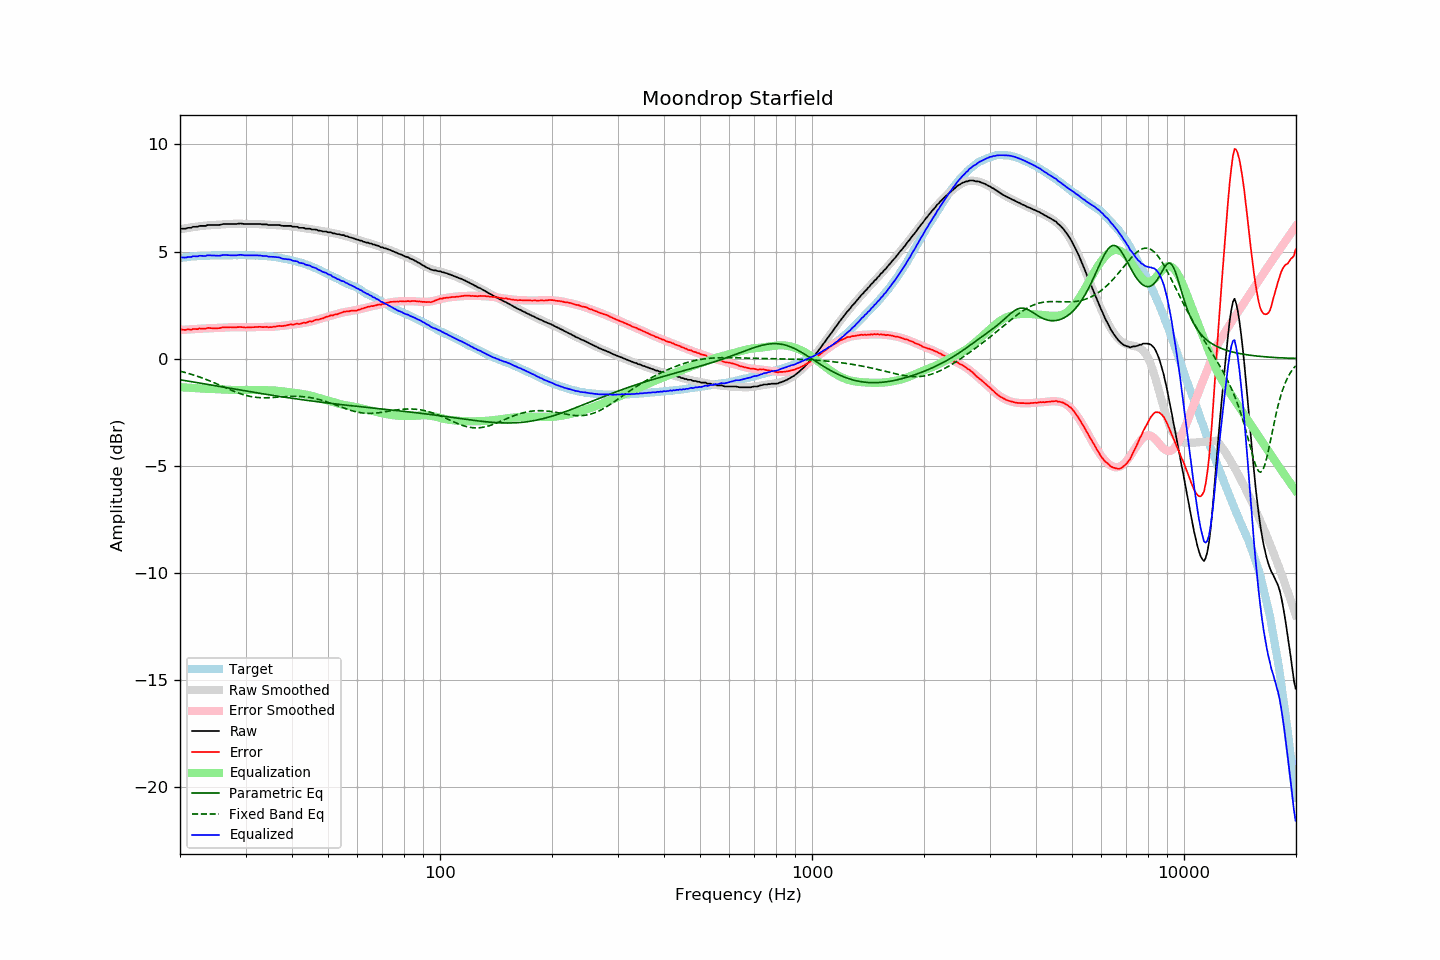 Moondrop Starfield
10
5
0
−5
−10
−15
−20
Amplitude (dBr)
Target
Raw Smoothed
Error Smoothed
Raw
Error
Equalization
Parametric Eq
Fixed Band Eq
Equalized
100
1000
10000
Frequency (Hz)